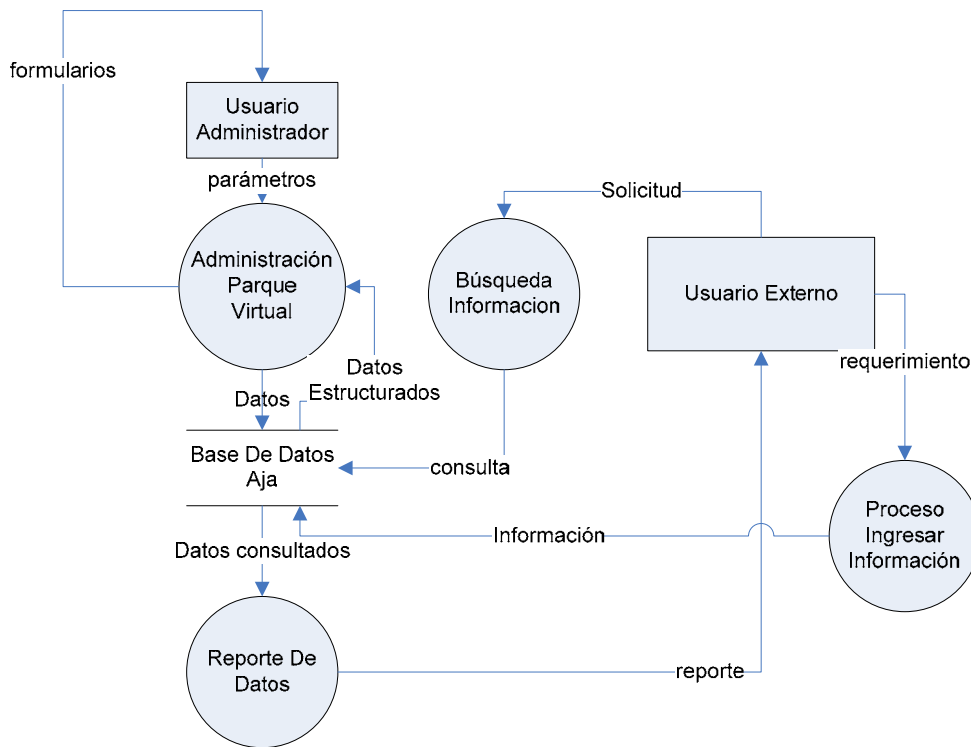 formularios
Usuario
Administrador
parámetros
Solicitud
Administración
Parque
Virtual
Búsqueda
Informacion
Usuario Externo
requerimiento
Datos
Estructurados
Datos
Base De Datos
Aja
consulta
Proceso
Ingresar
Información
Información
Datos consultados
Reporte De
Datos
reporte